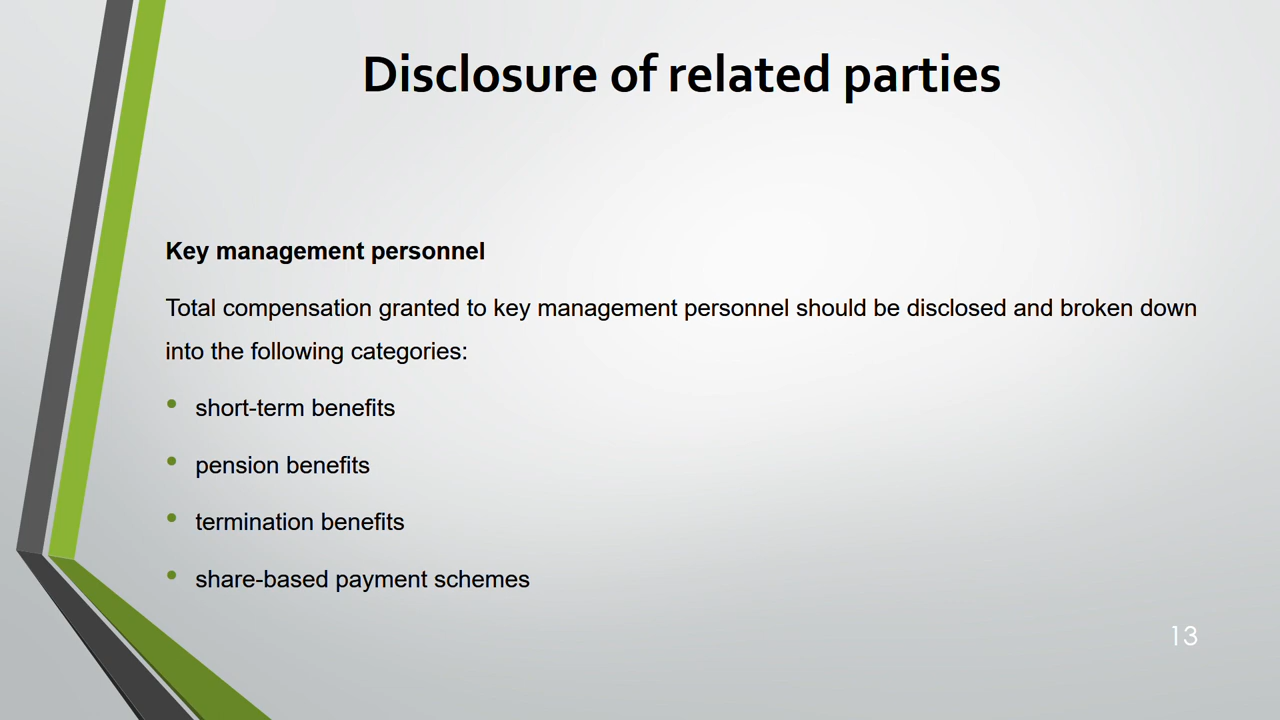 Disclosure of related parties
Key management personnel
Total compensation granted to key management personnel should be disclosed and broken down
into the following categories:
• short-term benefits
• pension benefits
• termination benefits
• share-based payment schemes
13